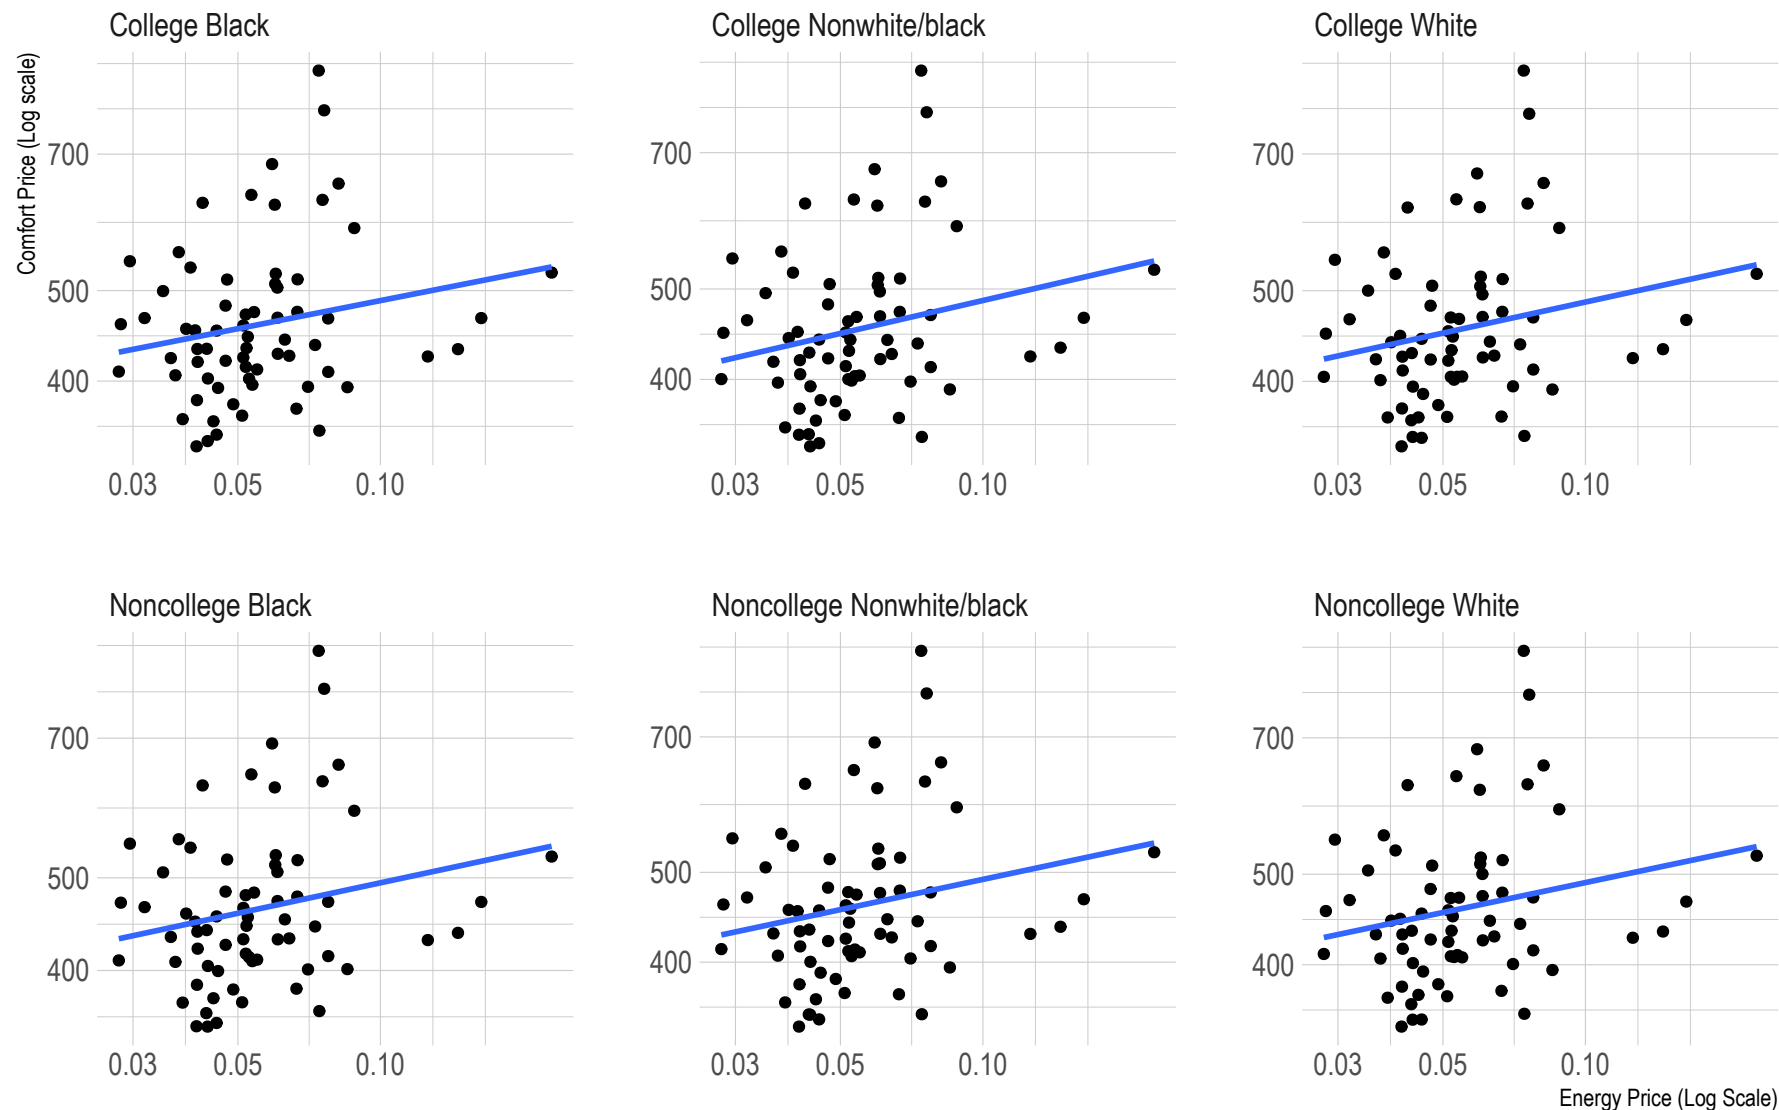 College Black
College Nonwhite/black
College White
Comfort Price (Log scale)
700
500
400
0.03 0.05 0.10
700
500
400
0.03 0.05 0.10
700
500
400
0.03 0.05 0.10
Noncollege Black
Noncollege Nonwhite/black
Noncollege White
700
500
400
0.03 0.05 0.10
700
500
400
0.03 0.05 0.10
700
500
400
0.03 0.05 0.10
Energy Price (Log Scale)